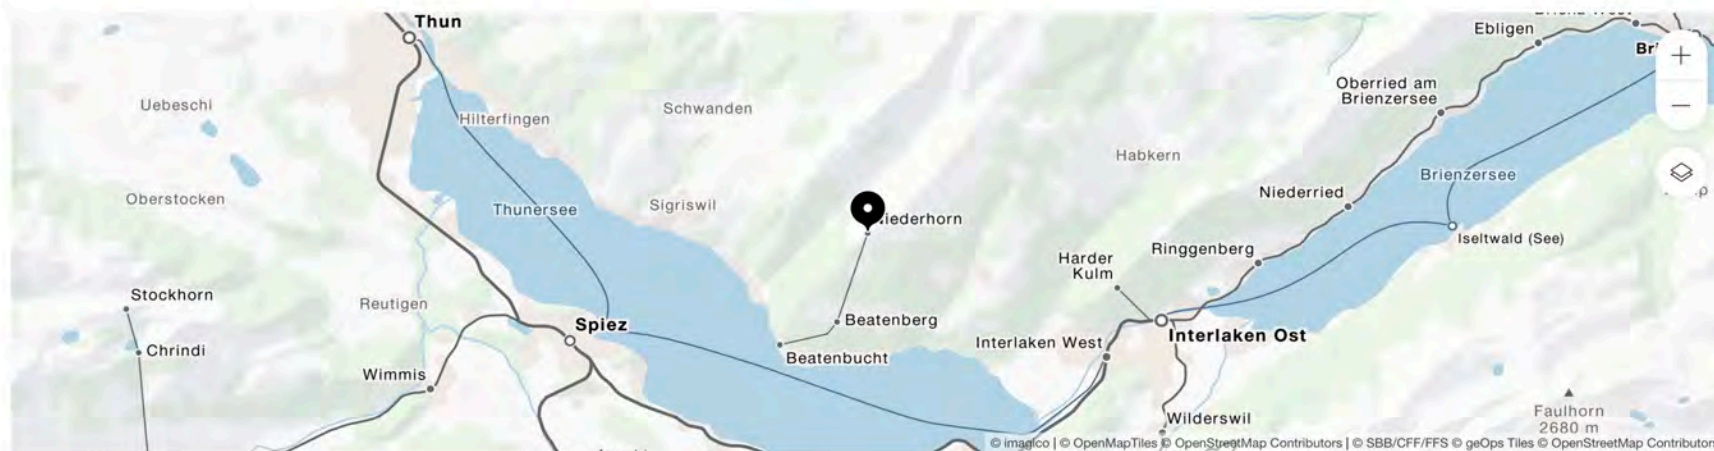 Thun
Ebligen
Oberried am
Brienzersee
Uebeschi
Schwanden
Hilterfingen
Habkern
Brienzersee
Niederried
Oberstocken
Sigriswil
Thunersee
Iseltwald (See)
Ringgenberg
Harder
Kulm
Stockhorn
Reutigen
Spiez
Beatenberg
Interlaken Ost
Interlaken West
Chrindi
Beatenbucht
Wimmis
Faulhorn
2680 m
Wilderswil
© imagico | © OpenMapTiles © OpenStreetMap Contributors | © SBB/CFF/FFS © geOps Tiles © OpenStreetMap Contributors